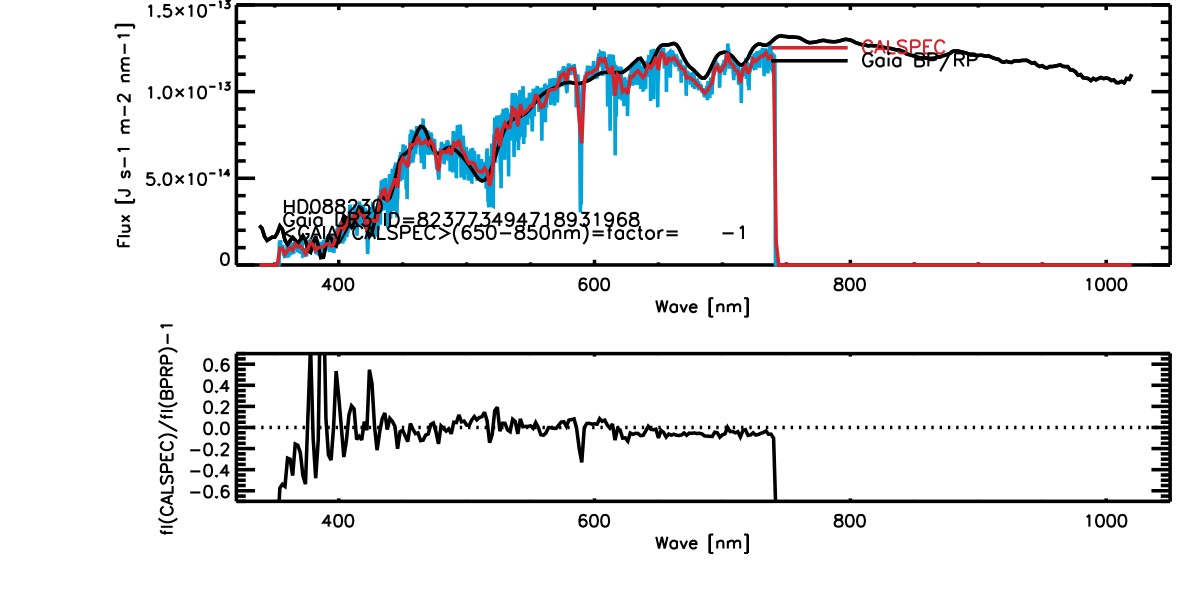 1.5×10−13
CALSPEC
Gaia BP/RP
1.0×10−13
5.0×10−14
0
Flux [J s−1 m−2 nm−1]
HD088230
Gaia DR3 ID=823773494718931968
<GAIA/CALSPEC>(650−850nm)=factor= −1
400 600 800 1000
Wave [nm]
fl(CALSPEC)/fl(BPRP)−1
0.6
0.4
0.2
0.0
−0.2
−0.4
−0.6
400 600 800 1000
Wave [nm]